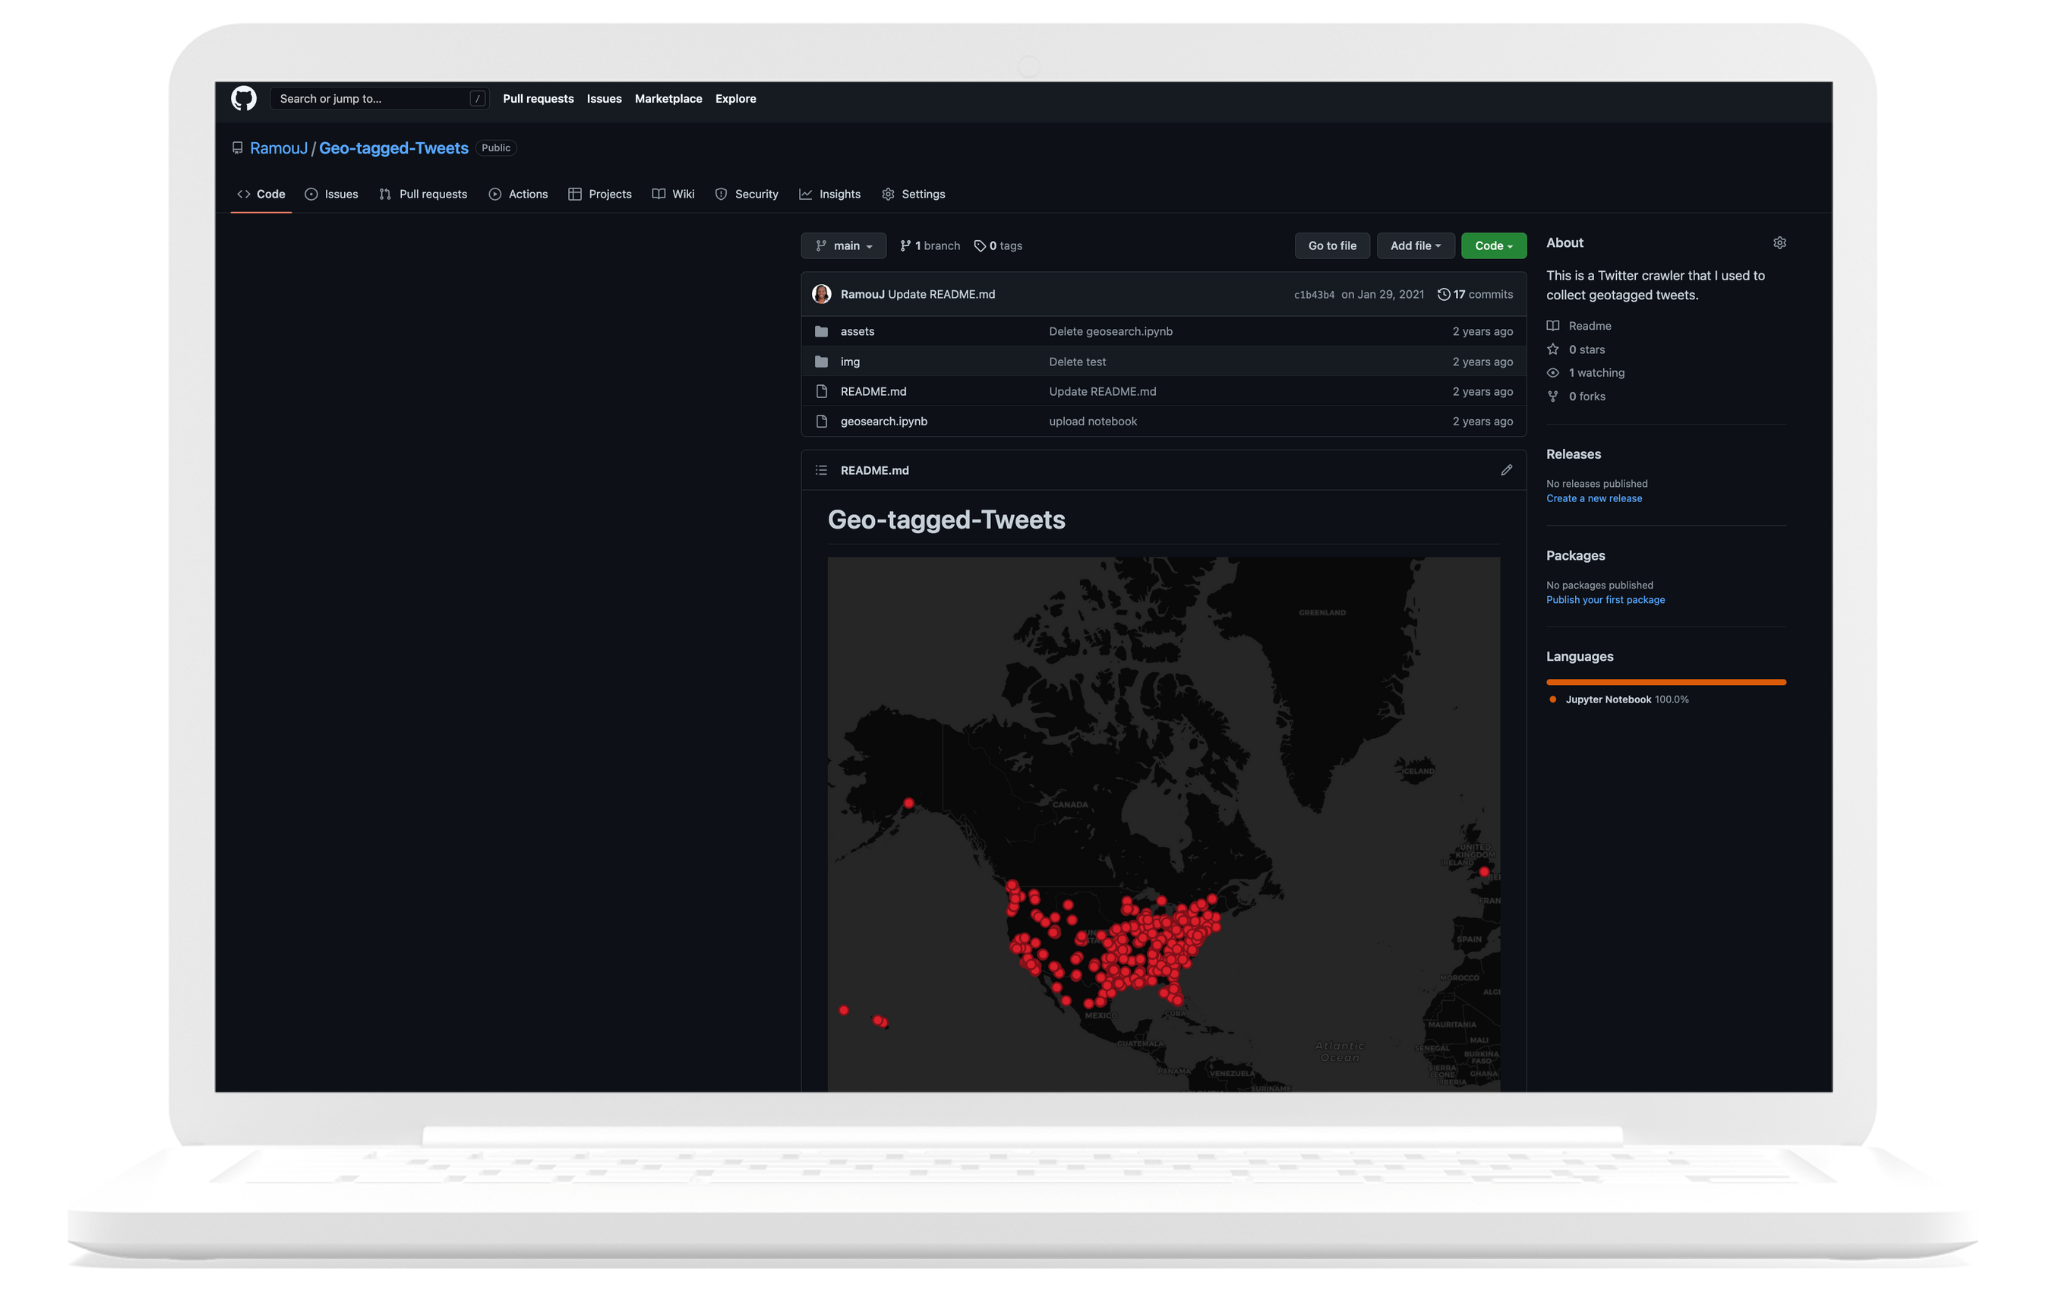 Search or jump to... /
Pull requests Issues Marketplace Explore
RamouJ / Geo-tagged-Tweets Public
Code Issues Pull requests Actions Projects Wiki Security Insights Settings
main 1 branch 0 tags Go to file Add file Code
RamouJ Update README.md c1b43b4 on Jan 29, 2021 17 commits
assets Delete geosearch.ipynb 2 years ago
img Delete test 2 years ago
README.md Update README.md 2 years ago
geosearch.ipynb upload notebook 2 years ago
README.md
Geo-tagged-Tweets
GREENLAND
ICELAND
CANADA
UNITED
KINGDOM
IRELAND
SPAIN
MOROCCO
MEXICO
CUBA
MAURITANIA
GUATEMALA
Atlantic
Ocean
MALI
SENEGAL
BURKINA
FASO
SIERRA
LEONE
GHANA
LIBERIA
PANAMA
VENEZUELA
SURINAME
About
This is a Twitter crawler that I used to
collect geotagged tweets.
Readme
0 stars
1 watching
0 forks
Releases
No releases published
Create a new release
Packages
No packages published
Publish your first package
Languages
Jupyter Notebook 100.0%